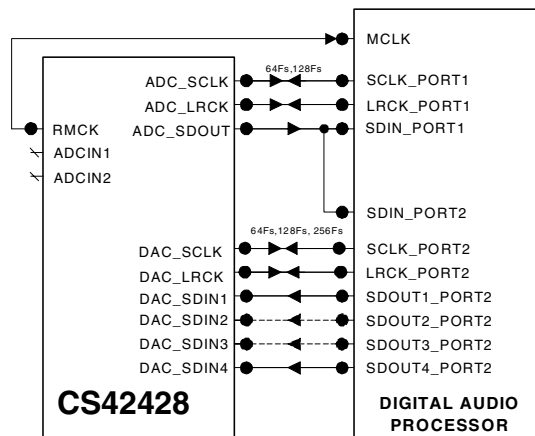 MCLK
64Fs,128Fs
ADC_SCLK SCLK_PORT1
ADC_LRCK LRCK_PORT1
RMCK ADC_SDOUT SDIN_PORT1
ADCIN1
ADCIN2
SDIN_PORT2
64Fs,128Fs, 256Fs
DAC_SCLK SCLK_PORT2
DAC_LRCK LRCK_PORT2
DAC_SDIN1 SDOUT1_PORT2
DAC_SDIN2 SDOUT2_PORT2
DAC_SDIN3 SDOUT3_PORT2
DAC_SDIN4 SDOUT4_PORT2
CS42428
DIGITAL AUDIO
PROCESSOR